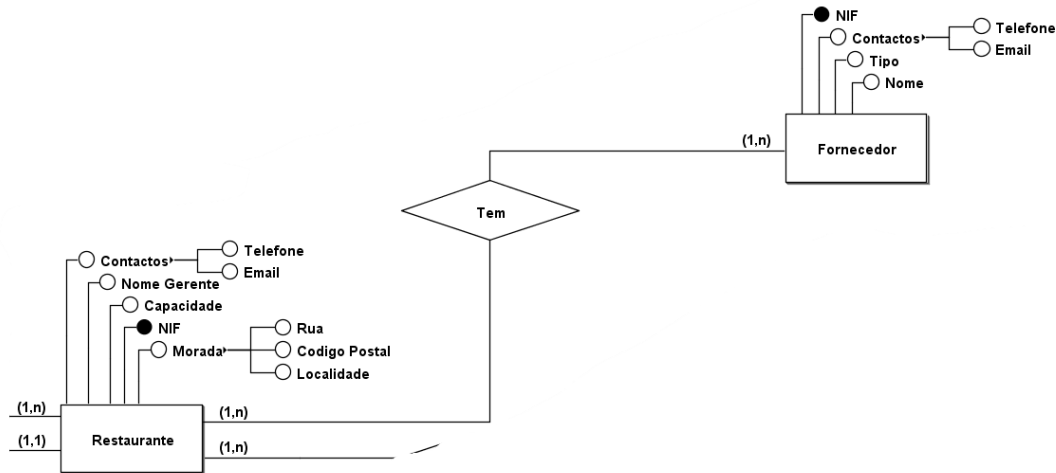 NIF
Contactos
Telefone
Email
Tipo
Nome
(1,n)
Fornecedor
Tem
Contactos
Telefone
Email
Nome Gerente
Capacidade
NIF
Morada
Rua
Codigo Postal
Localidade
(1,n)
(1,n)
Restaurante
(1,1)
(1,n)